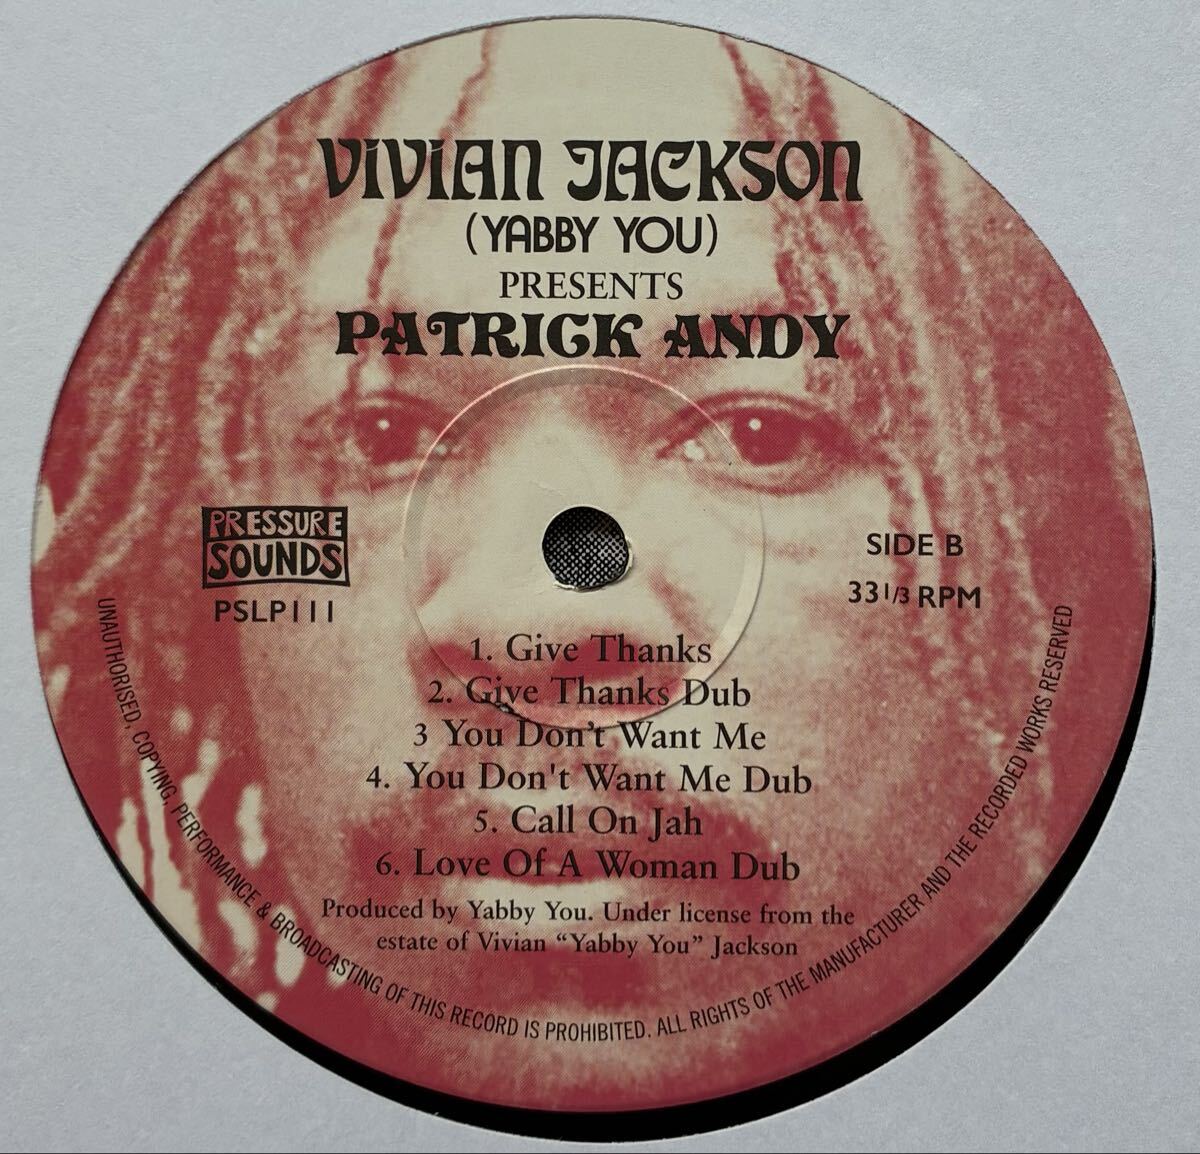 VIVIAN JACKSON
(YABBY YOU)
PRESENTS
PATRICK ANDY
PRESSURE
SOUNDS
PSLP111
SIDE B
33 1/3 RPM
1. Give Thanks
2. Give Thanks Dub
3 You Don't Want Me
4. You Don't Want Me Dub
5. Call On Jah
6. Love Of A Woman Dub
Produced by Yabby You. Under license from the
estate of Vivian “Yabby You” Jackson
UNAUTHORISED, COPYING, PERFORMANCE & BROADCASTING OF THIS RECORD IS PROHIBITED. ALL RIGHTS OF THE MANUFACTURER AND THE RECORDED WORKS RESERVED